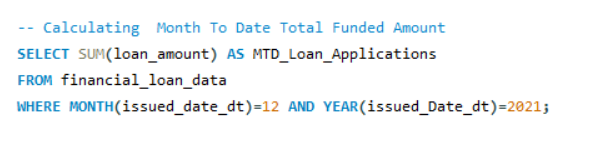 -- Calculating  Month To Date Total Funded Amount
SELECT SUM(loan_amount) AS MTD_Loan_Applications
FROM financial_loan_data
WHERE MONTH(issued_date_dt)=12 AND YEAR(issued_Date_dt)=2021;